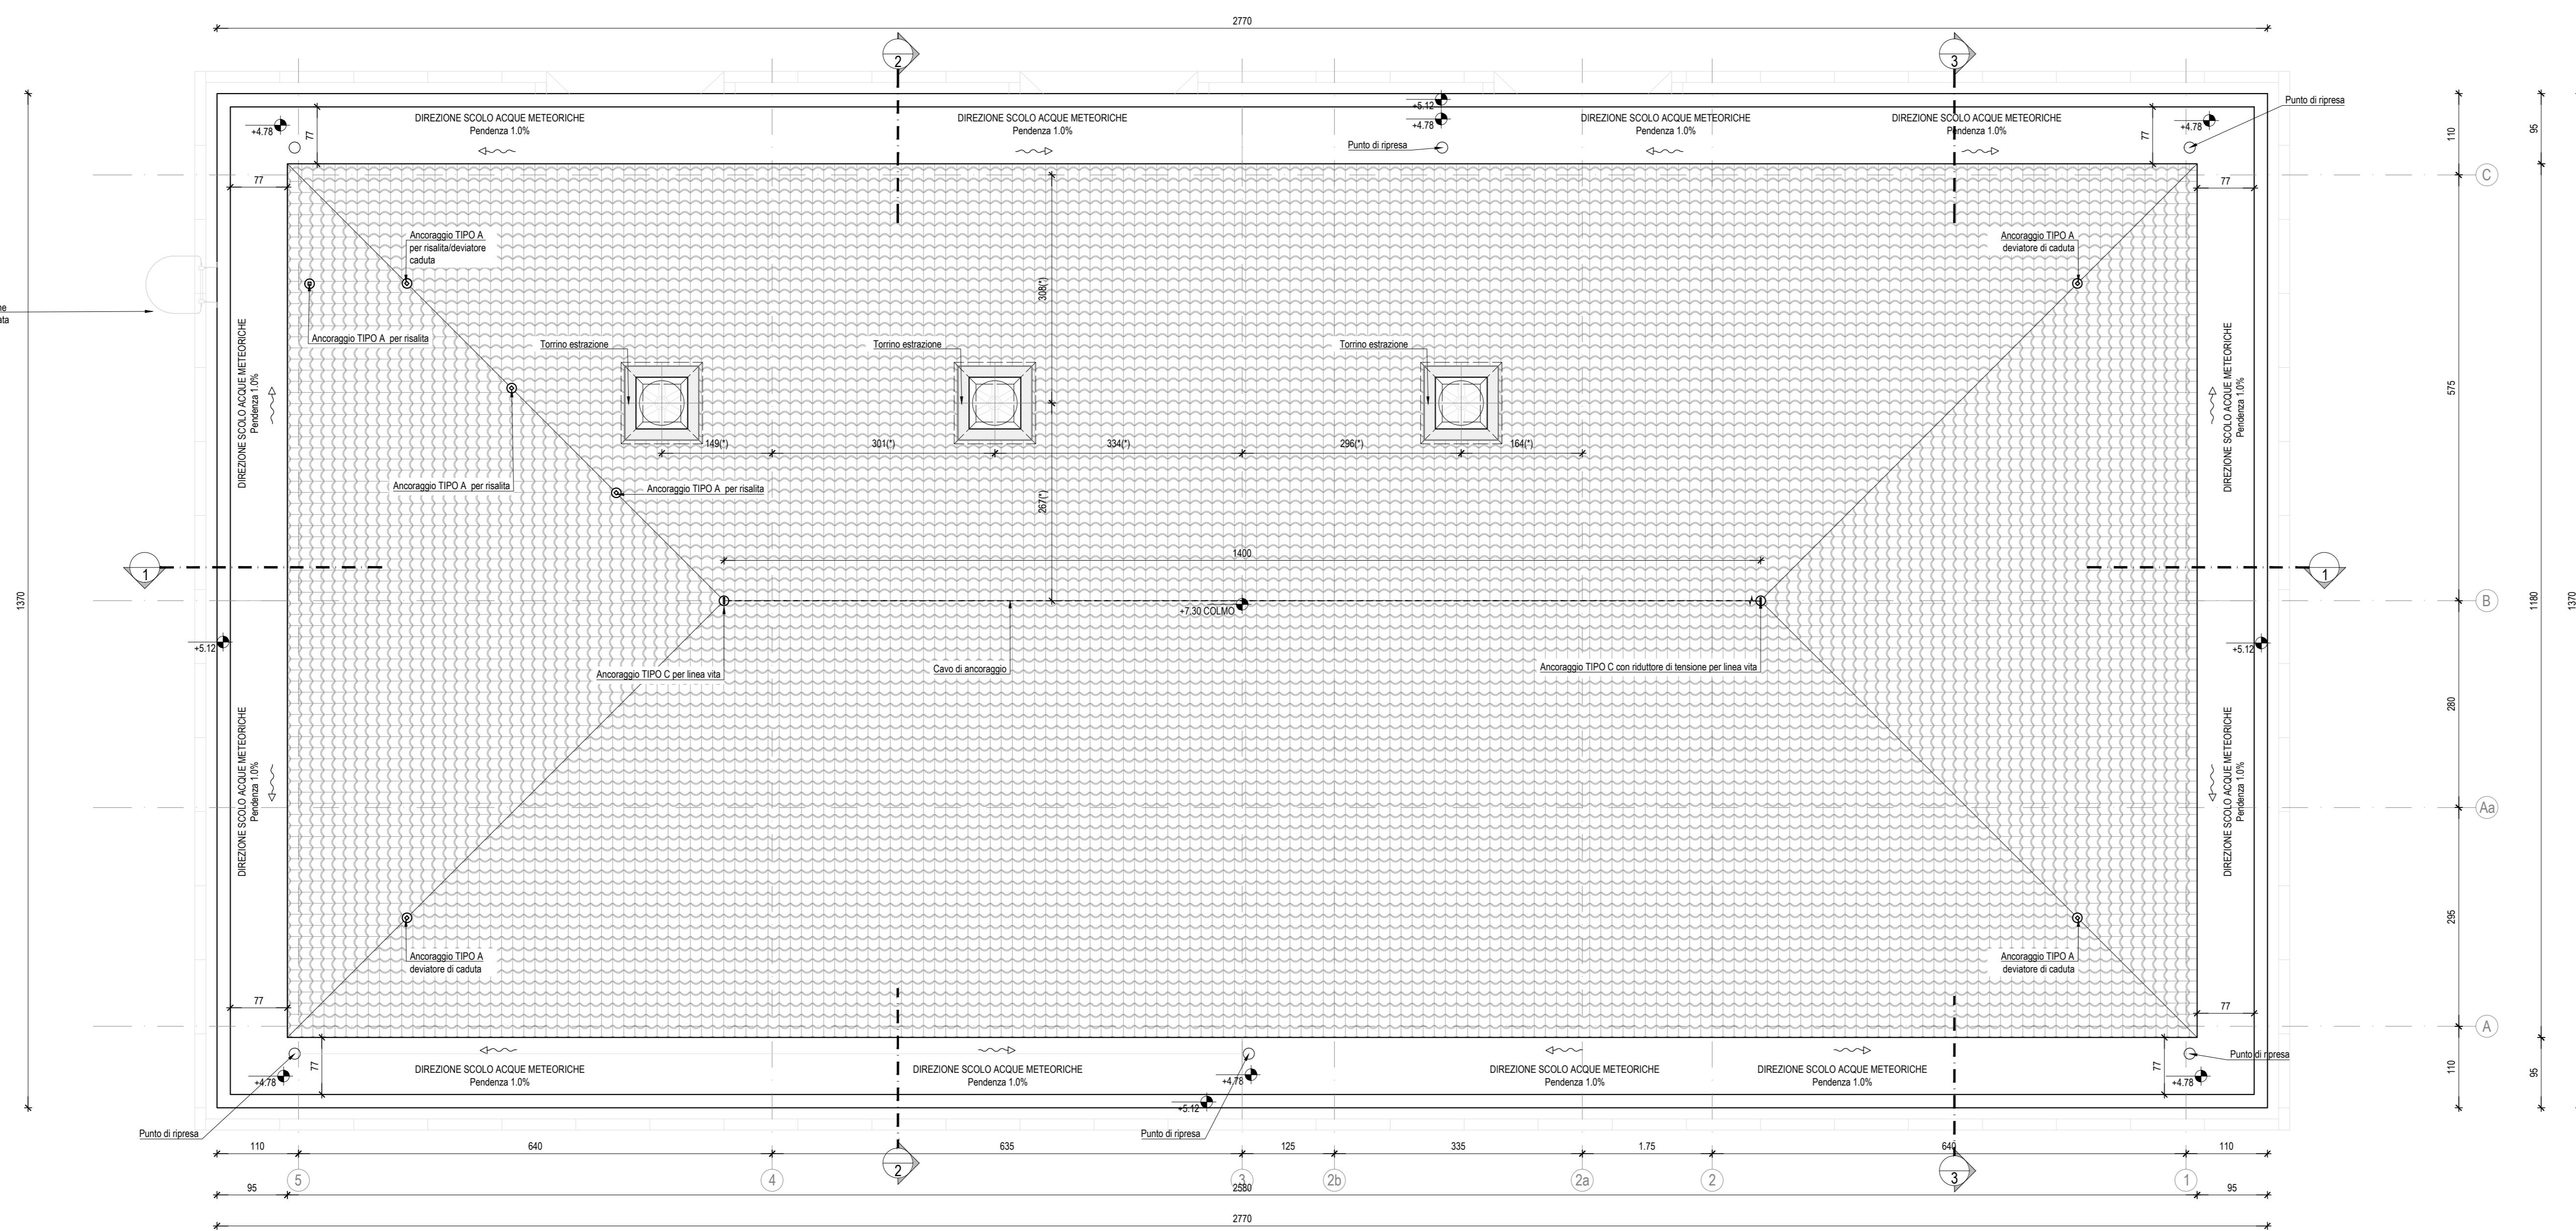 2770
2
3
DIREZIONE SCOLO ACQUE METEORICHE
Pendenza 1.0%
DIREZIONE SCOLO ACQUE METEORICHE
Pendenza 1.0%
DIREZIONE SCOLO ACQUE METEORICHE
Pendenza 1.0%
DIREZIONE SCOLO ACQUE METEORICHE
Pendenza 1.0%
Punto di ripresa
+4.78
77
+5.12
+4.78
Punto di ripresa
77
+4.78
110
95
77
77
C
Ancoraggio TIPO A
per risalita/deviatore
caduta
Ancoraggio TIPO A
deviatore di caduta
308(*)
Ancoraggio TIPO A per risalita
Torrino estrazione
Torrino estrazione
Torrino estrazione
DIREZIONE SCOLO ACQUE METEORICHE
Pendenza 1.0%
DIREZIONE SCOLO ACQUE METEORICHE
Pendenza 1.0%
575
149(*)
301(*)
334(*)
296(*)
164(*)
Ancoraggio TIPO A per risalita
Ancoraggio TIPO A per risalita
267(*)
1400
1
1
1370
+7.30 COLMO
B
1180
1370
+5.12
+5.12
Ancoraggio TIPO C per linea vita
Cavo di ancoraggio
Ancoraggio TIPO C con riduttore di tensione per linea vita
280
DIREZIONE SCOLO ACQUE METEORICHE
Pendenza 1.0%
DIREZIONE SCOLO ACQUE METEORICHE
Pendenza 1.0%
Aa
295
Ancoraggio TIPO A
deviatore di caduta
Ancoraggio TIPO A
deviatore di caduta
77
77
A
DIREZIONE SCOLO ACQUE METEORICHE
Pendenza 1.0%
DIREZIONE SCOLO ACQUE METEORICHE
Pendenza 1.0%
DIREZIONE SCOLO ACQUE METEORICHE
Pendenza 1.0%
DIREZIONE SCOLO ACQUE METEORICHE
Pendenza 1.0%
Punto di ripresa
+4.78
77
+4.78
77
+4.78
110
95
+5.12
Punto di ripresa
Punto di ripresa
110
640
635
125
335
1.75
640
110
5
4
2
3
2b
2a
2
3
1
95
2580
95
2770